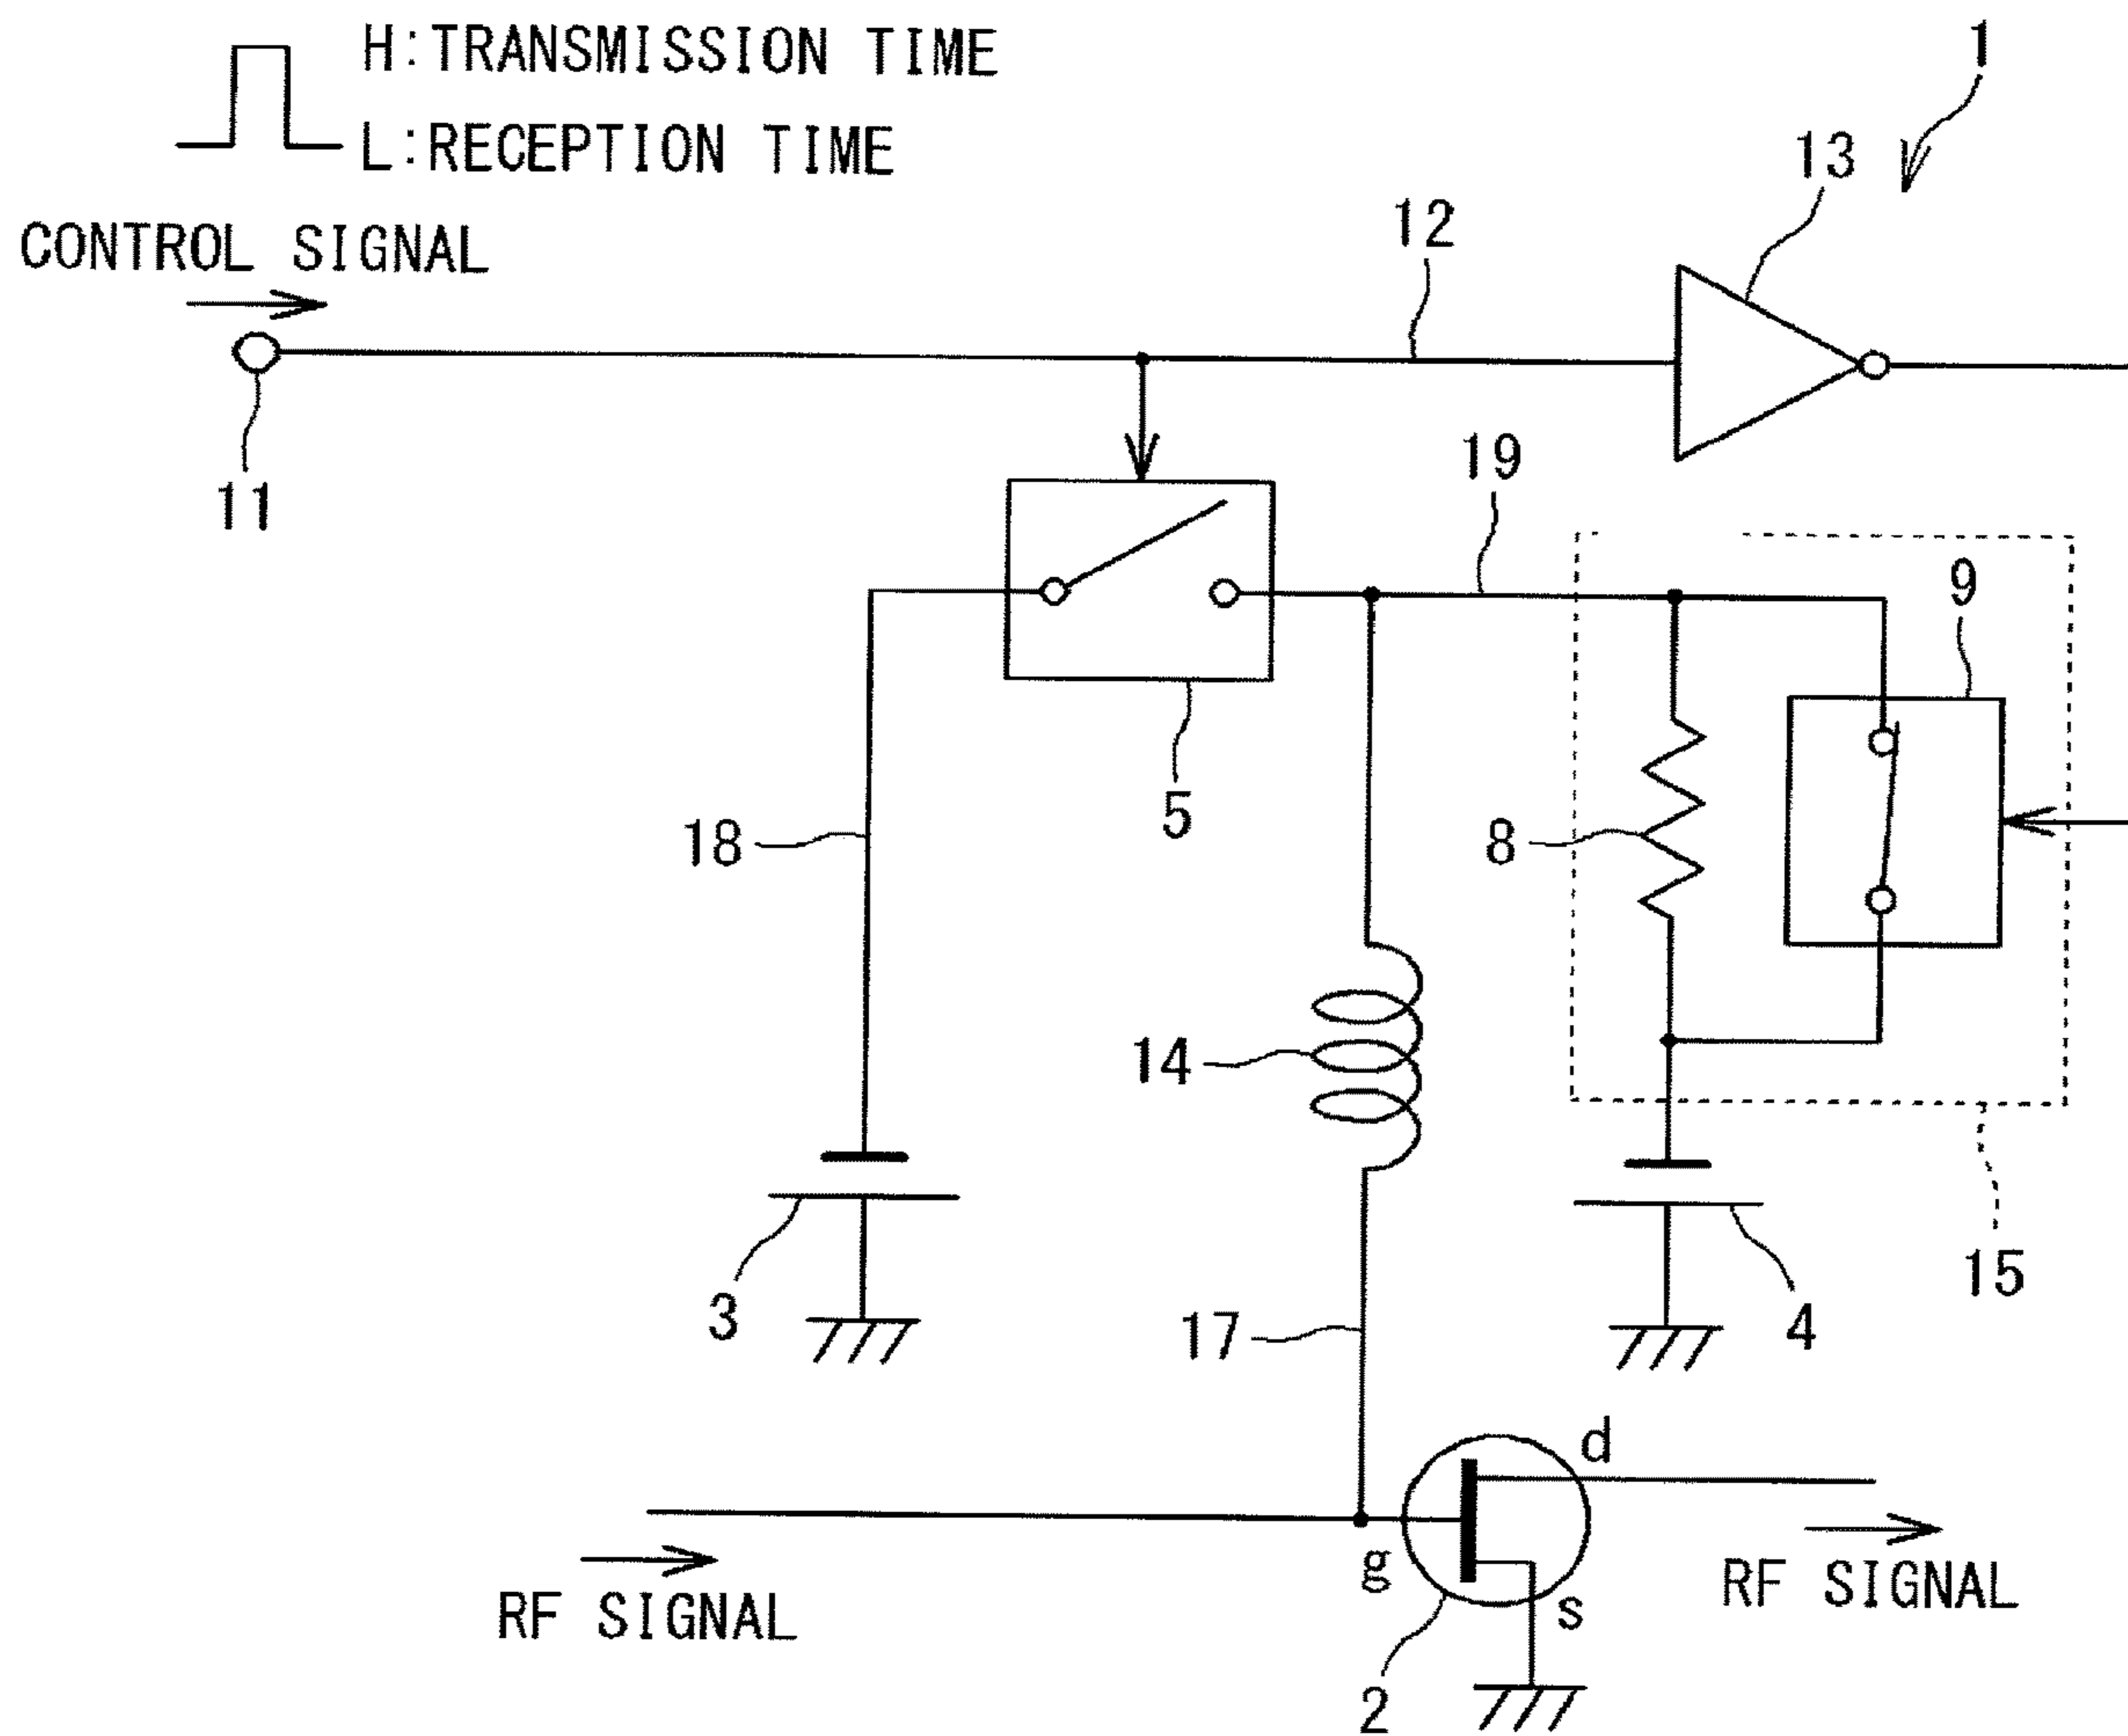 H:TRANSMISSION TIME
L:RECEPTION TIME
CONTROL SIGNAL
1
13
12
11
19
9
5
18
8
14
15
3
4
17
d
g
s
RF SIGNAL
RF SIGNAL
2